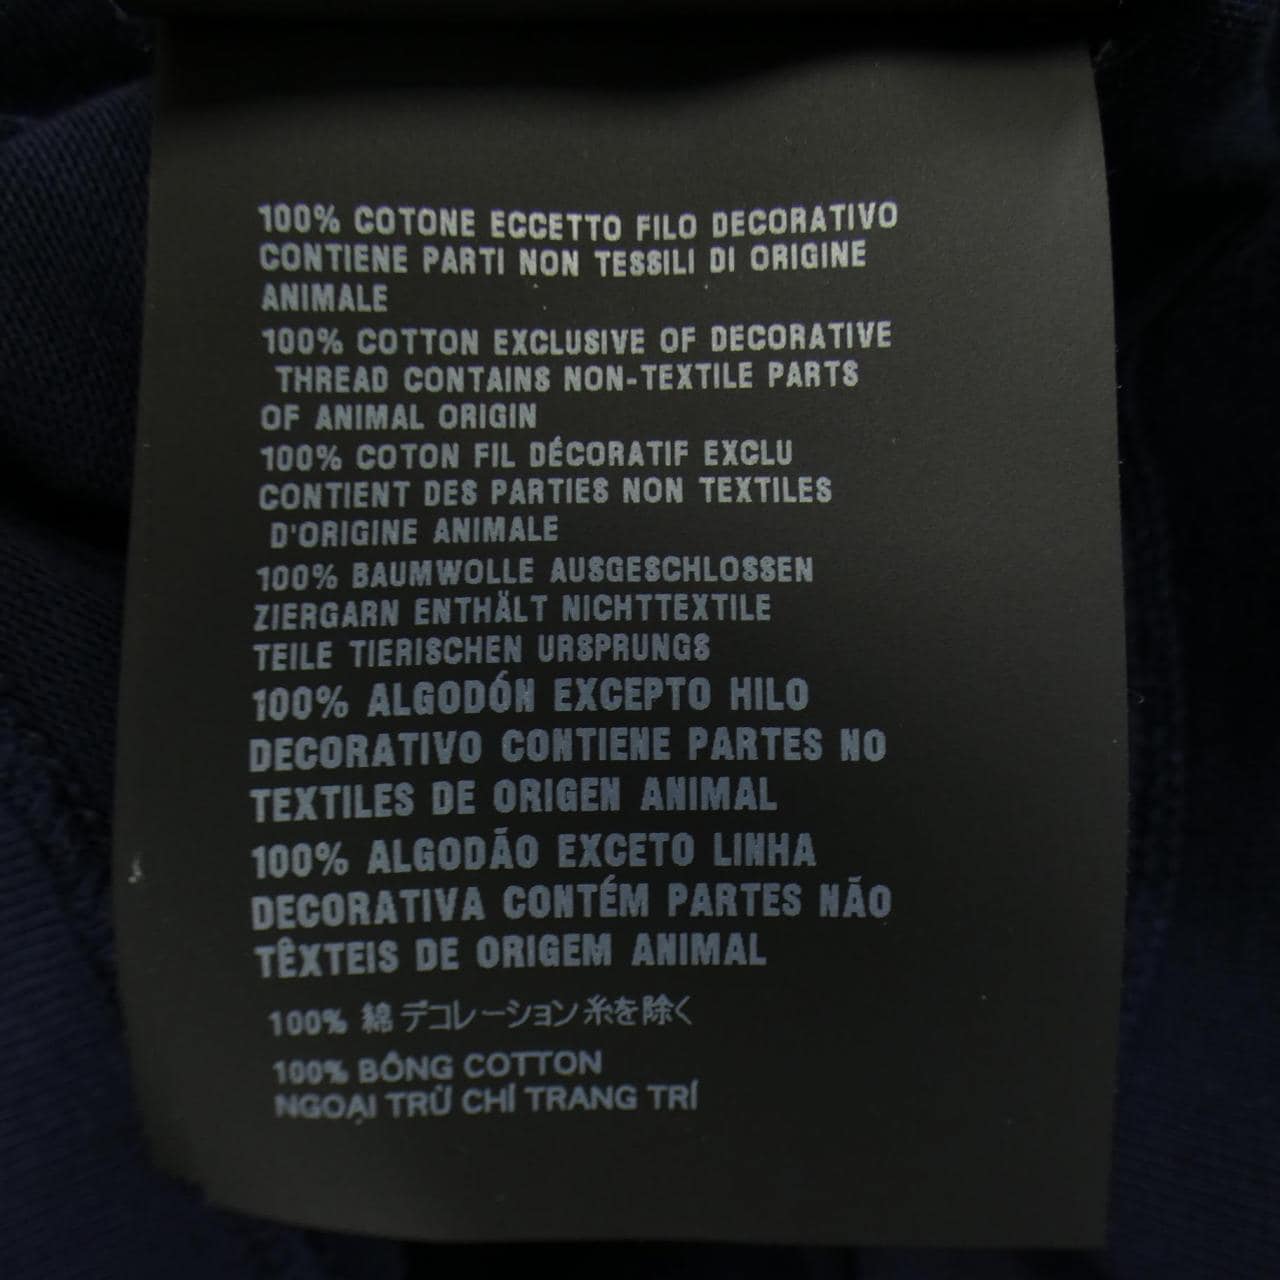 100% COTONE ECCETTO FILO DECORATIVO
CONTIENE PARTI NON TESSILI DI ORIGINE
ANIMALE
100% COTTON EXCLUSIVE OF DECORATIVE
THREAD CONTAINS NON-TEXTILE PARTS
OF ANIMAL ORIGIN
100% COTON FIL DÉCORATIF EXCLU
CONTIENT DES PARTIES NON TEXTILES
D'ORIGINE ANIMALE
100% BAUMWOLLE AUSGESCHLOSSEN
ZIERGARN ENTHÄLT NICHTTEXTILE
TEILE TIERISCHEN URSPRUNGS
100% ALGODÓN EXCEPTO HILO
DECORATIVO CONTIENE PARTES NO
TEXTILES DE ORIGEN ANIMAL
100% ALGODÃO EXCETO LINHA
DECORATIVA CONTÉM PARTES NÃO
TÊXTEIS DE ORIGEM ANIMAL
100% 綿 デコレーション糸を除く
100% BÔNG COTTON
NGOẠI TRỪ CHỈ TRANG TRÍ